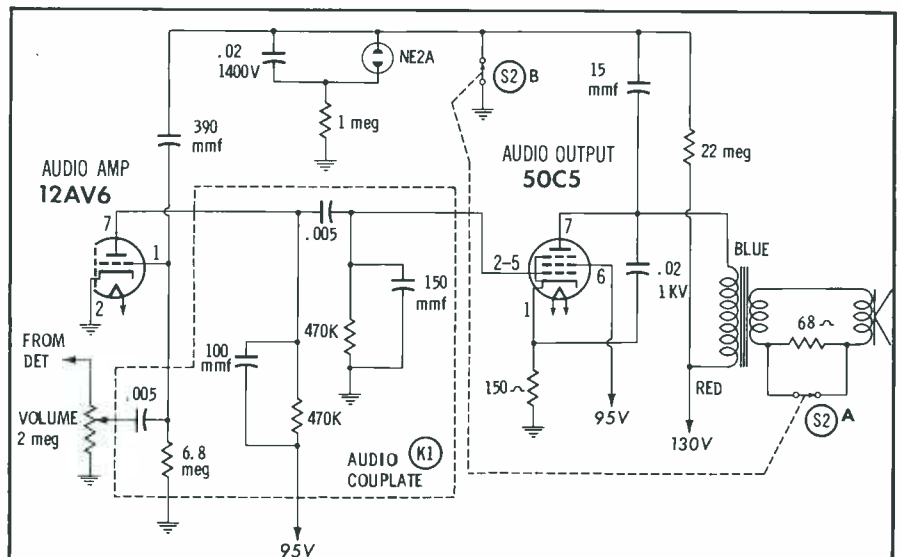 .02
1400V
NE2A
S2 B
15
mmf
1 meg
390
mmf
22 meg
AUDIO AMP
12AV6
AUDIO OUTPUT
50C5
7
.005
7
BLUE
1
2-5
6
.02
1KV
2
150
mmf
1
68~
FROM
DET
100
mmf
470K
150~
RED
.005
VOLUME
2 meg
470K
95V
130V
S2 A
6.8
meg
AUDIO K1
COUPLATE
95V